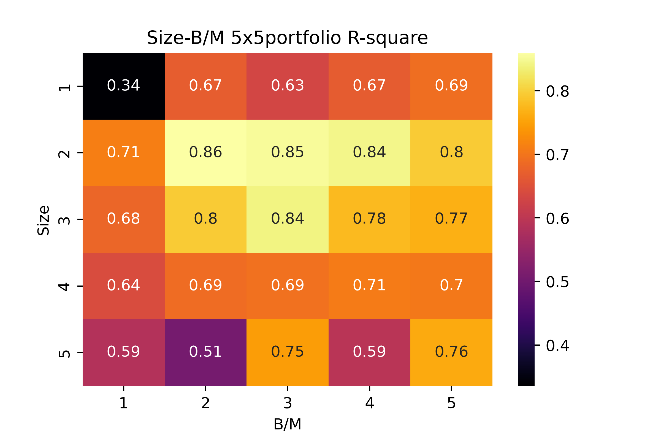 Size-B/M 5x5portfolio R-square
1 0.34 0.67 0.63 0.67 0.69
2 0.71 0.86 0.85 0.84 0.8
3 0.68 0.8 0.84 0.78 0.77
4 0.64 0.69 0.69 0.71 0.7
5 0.59 0.51 0.75 0.59 0.76
1 2 3 4 5
B/M
Size
0.8
0.7
0.6
0.5
0.4